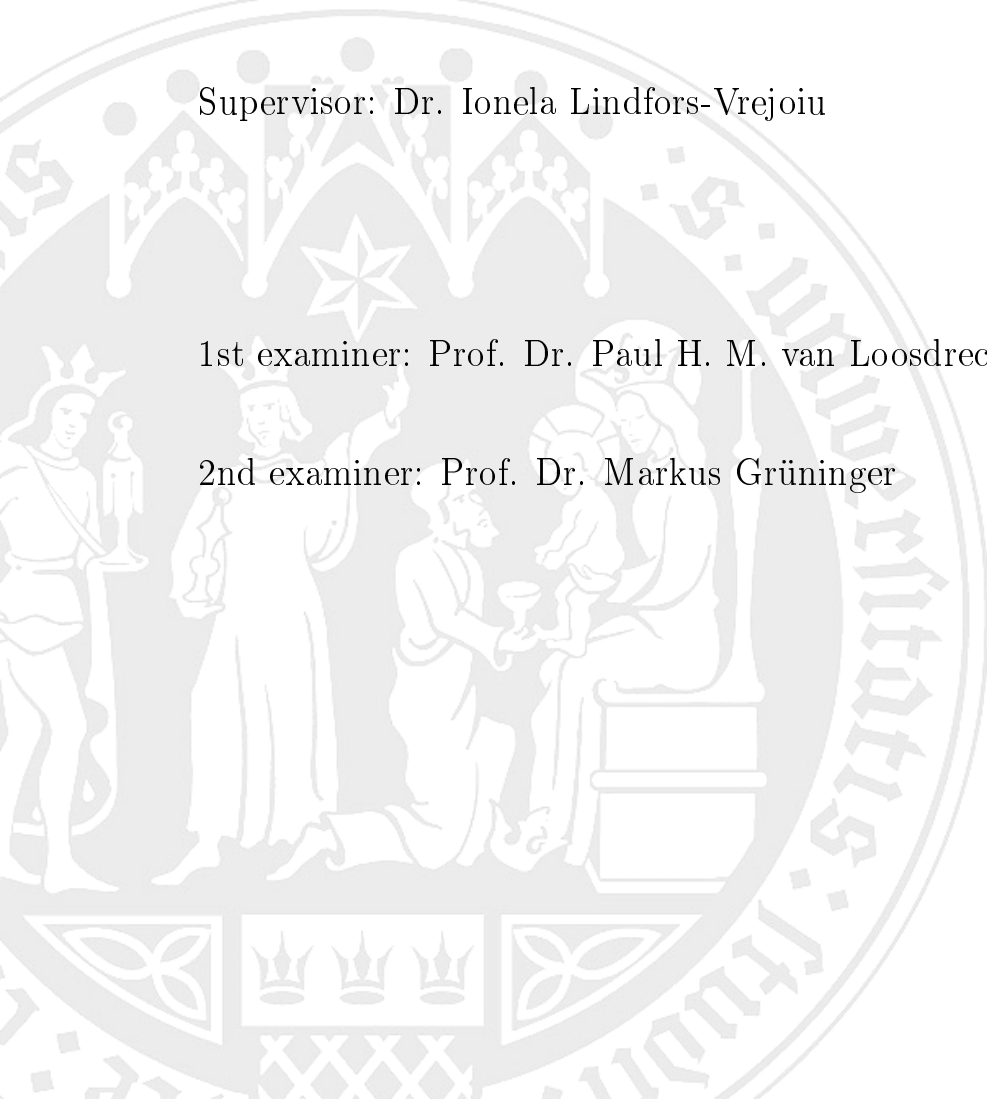 Supervisor: Dr. Ionela Lindfors-Vrejoiu
1st examiner: Prof. Dr. Paul H. M. van Loosdrec
2nd examiner: Prof. Dr. Markus Grüninger